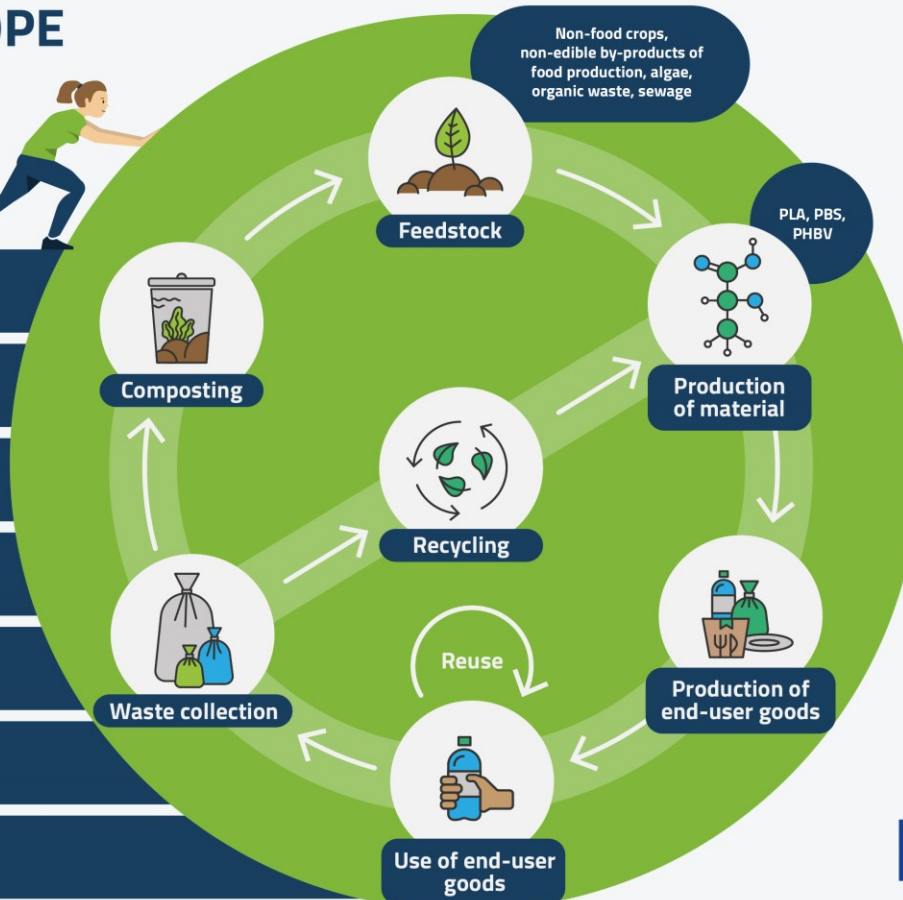 Non-food crops,
non-edible by-products of
food production, algae,
organic waste, sewage
Feedstock
PLA, PBS,
PHBV
Production
of material
Composting
Recycling
Reuse
Waste collection
Production of
end-user goods
Use of end-user
goods